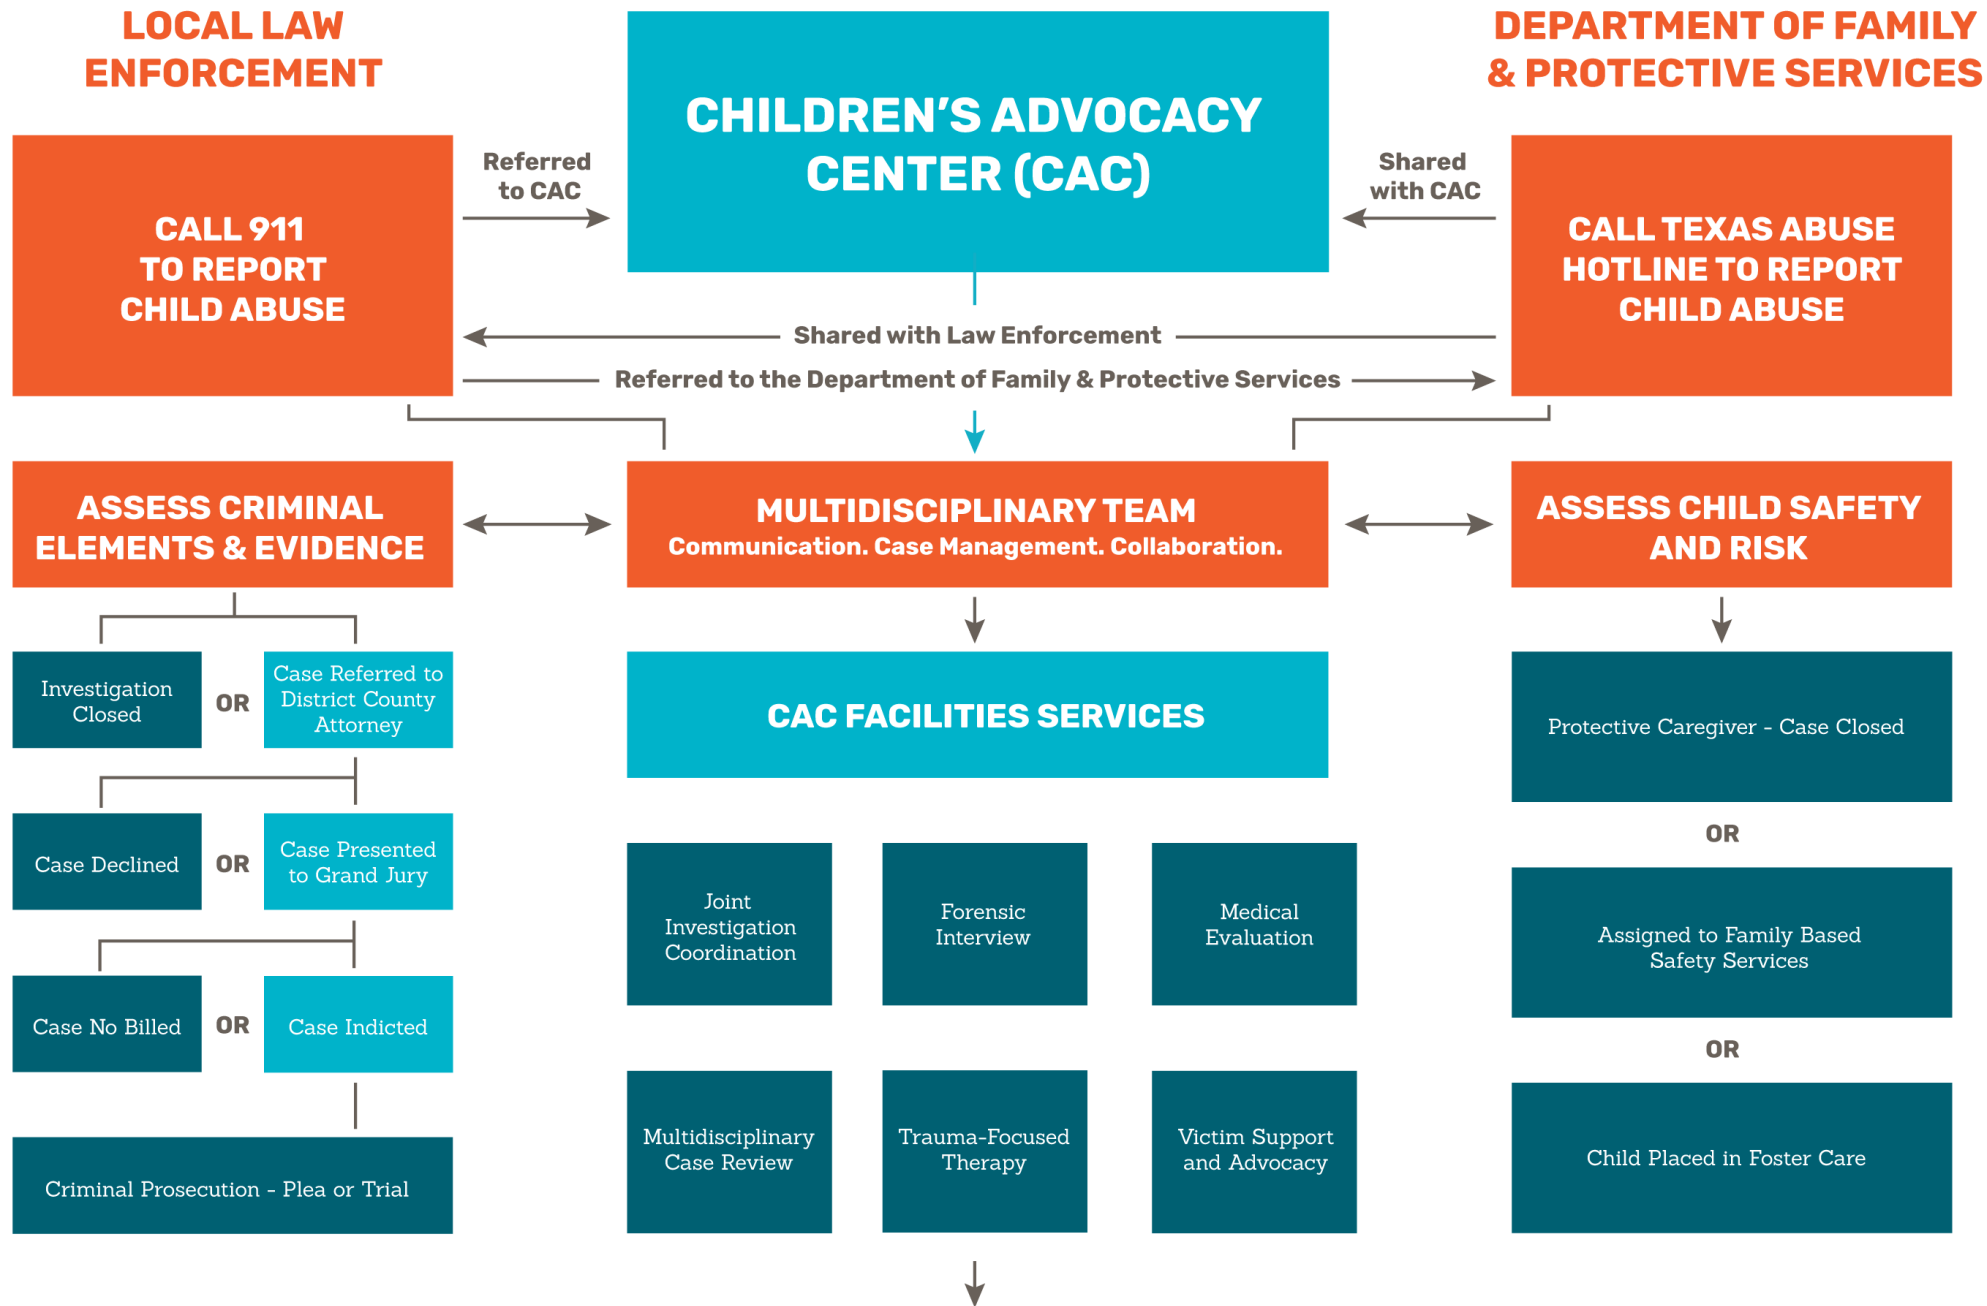 LOCAL LAW
ENFORCEMENT
CHILDREN'S ADVOCACY
CENTER (CAC)
DEPARTMENT OF FAMILY
& PROTECTIVE SERVICES
CALL 911
TO REPORT
CHILD ABUSE
Referred
to CAC
Shared
with CAC
CALL TEXAS ABUSE
HOTLINE TO REPORT
CHILD ABUSE
Shared with Law Enforcement
Referred to the Department of Family & Protective Services
ASSESS CRIMINAL
ELEMENTS & EVIDENCE
MULTIDISCIPLINARY TEAM
Communication. Case Management. Collaboration.
ASSESS CHILD SAFETY
AND RISK
Investigation
Closed
OR
Case Referred to
District County
Attorney
Case Declined
OR
Case Presented
to Grand Jury
Case No Billed
OR
Case Indicted
Criminal Prosecution - Plea or Trial
CAC FACILITIES SERVICES
Joint
Investigation
Coordination
Forensic
Interview
Medical
Evaluation
Multidisciplinary
Case Review
Trauma-Focused
Therapy
Victim Support
and Advocacy
Protective Caregiver - Case Closed
OR
Assigned to Family Based
Safety Services
OR
Child Placed in Foster Care